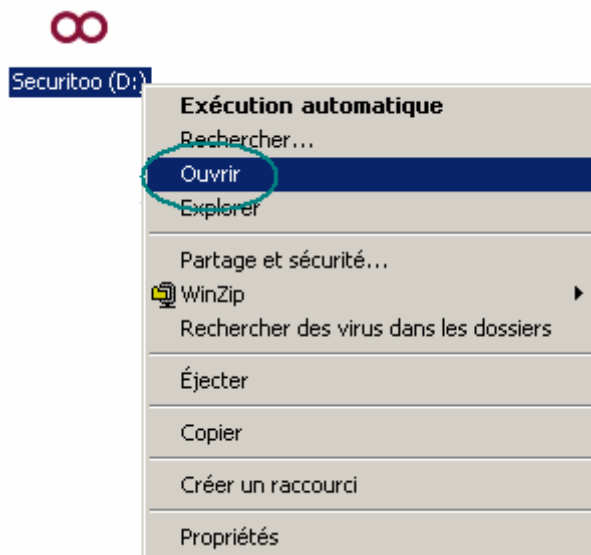 Securitoo (D:)
Exécution automatique
Rechercher...
Ouvrir
Explorer
Partage et sécurité...
WinZip
Rechercher des virus dans les dossiers
Éjecter
Copier
Créer un raccourci
Propriétés